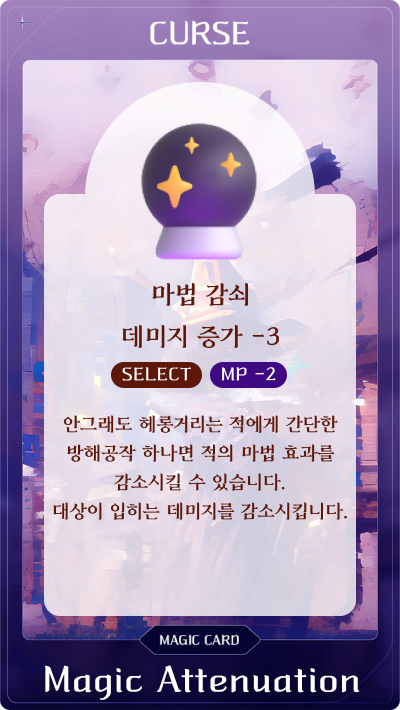 CURSE
마법 감쇠
데미지 증가 -3
SELECT MP -2
안그래도 헤롱거리는 적에게 간단한
방해공작 하나면 적의 마법 효과를
감소시킬 수 있습니다.
대상이 입히는 데미지를 감소시킵니다.
MAGIC CARD
Magic Attenuation